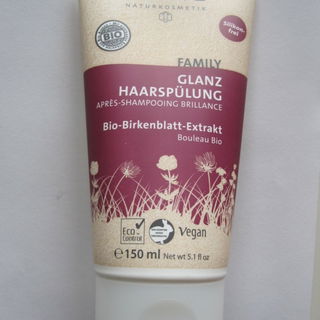 NATURKOSMETIK
BIO
Silikon-
frei
FAMILY
GLANZ
HAARSPÜLUNG
APRÈS-SHAMPOOING BRILLANCE
Bio-Birkenblatt-Extrakt
Bouleau Bio
Eco
Control
Vegan
e 150 ml Net wt 5.1 fl oz